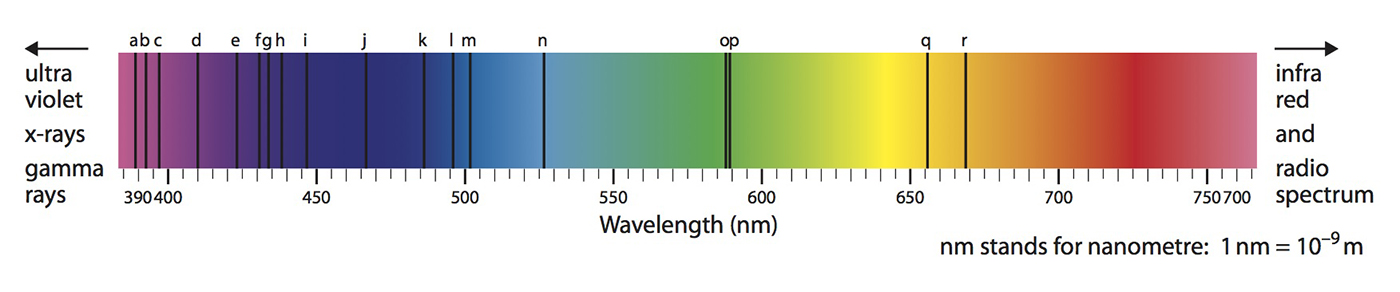 a b c d e f g h i j k l m n o p q r
ultra
violet
x-rays
gamma
rays
infra
red
and
radio
spectrum
390 400 450 500 550 600 650 700 750 700
Wavelength (nm)
nm stands for nanometre: 1 nm = 10⁻⁹ m